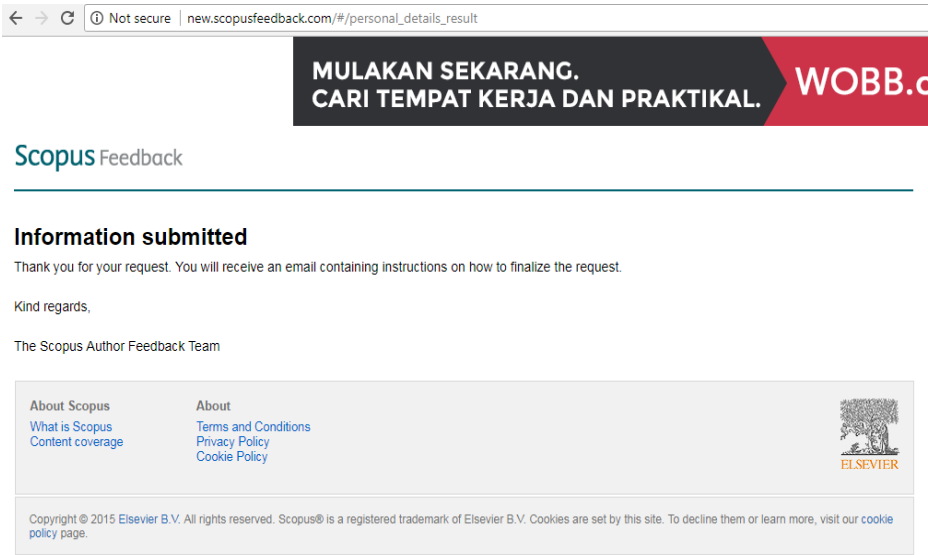 Not secure | new.scopusfeedback.com/#/personal_details_result
MULAKAN SEKARANG.
CARI TEMPAT KERJA DAN PRAKTIKAL.
WOBB.
Scopus Feedback
Information submitted
Thank you for your request. You will receive an email containing instructions on how to finalize the request.
Kind regards,
The Scopus Author Feedback Team
About Scopus
What is Scopus
Content coverage
About
Terms and Conditions
Privacy Policy
Cookie Policy
ELSEVIER
Copyright © 2015 Elsevier B.V. All rights reserved. Scopus® is a registered trademark of Elsevier B.V. Cookies are set by this site. To decline them or learn more, visit our cookie
policy page.